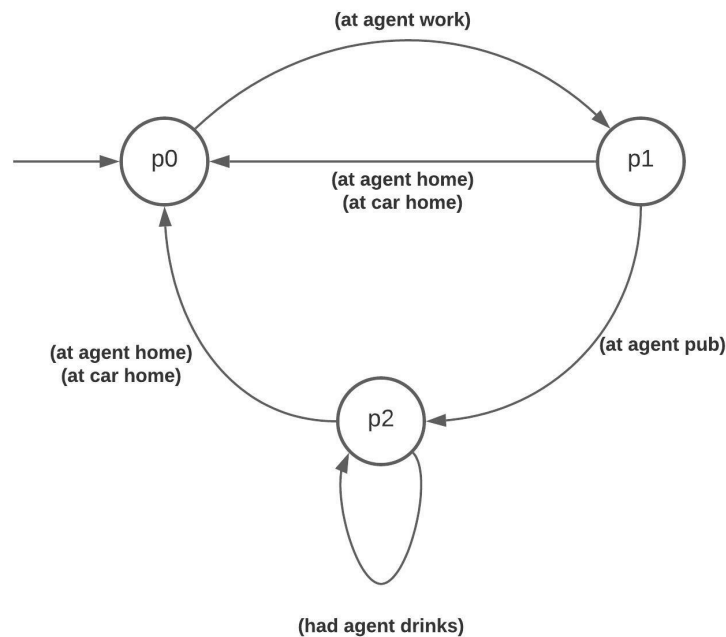 (at agent work)
p0
p1
(at agent home)
(at car home)
(at agent pub)
(at agent home)
(at car home)
p2
(had agent drinks)